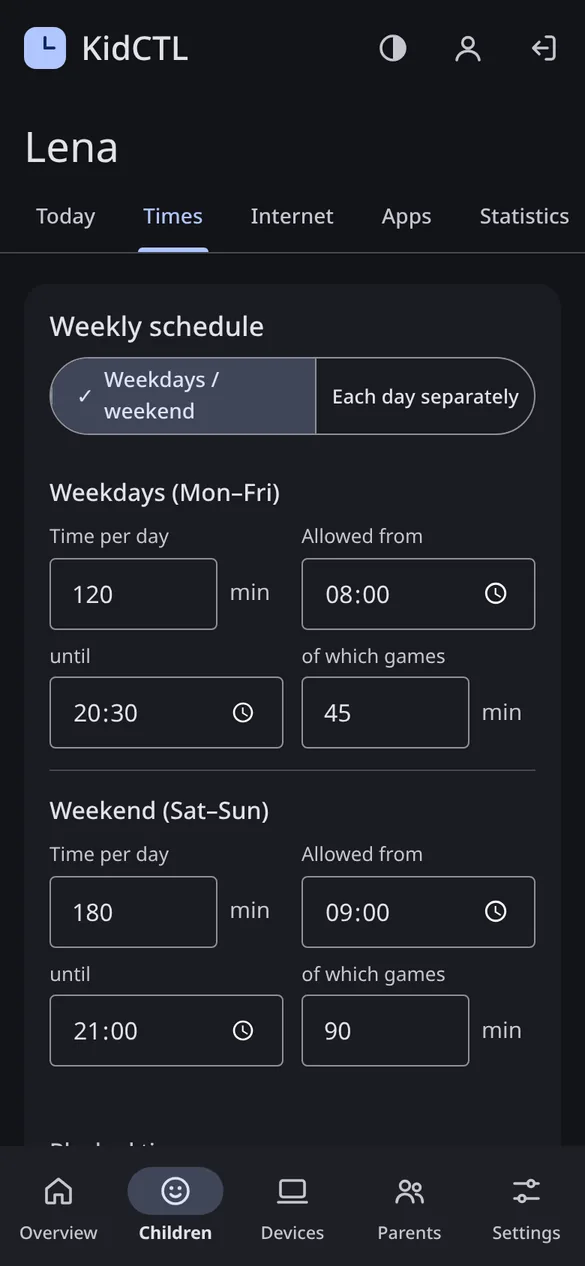 KidCTL
Lena
Today Times Internet Apps Statistics
Weekly schedule
✓ Weekdays /
weekend
Each day separately
Weekdays (Mon–Fri)
Time per day Allowed from
120 min 08:00
until of which games
20:30 45 min
Weekend (Sat–Sun)
Time per day Allowed from
180 min 09:00
until of which games
21:00 90 min
Overview Children Devices Parents Settings